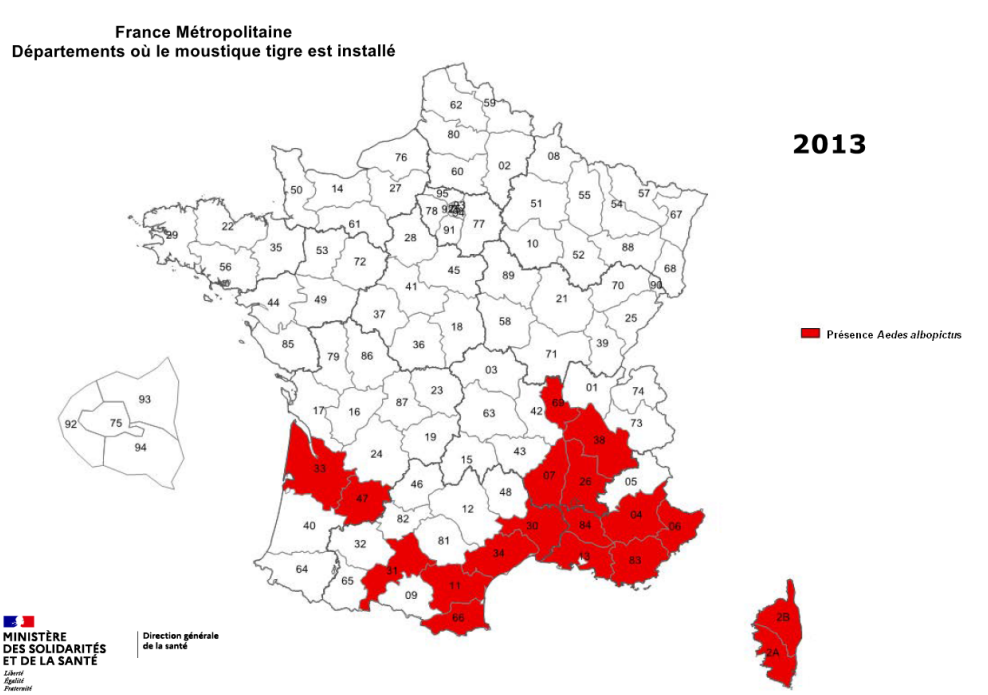 France Métropolitaine
Départements où le moustique tigre est installé
2013
62 59
80
76 60 02 08
50 14 27 95 51 55 54 57 67
78 77
29 22 61 91
35 53 28 10 52 88
56 72 68
45 89 70 90
44 49 41 21 25
37 58
85 18 39
79 86 36 71
Présence Aedes albopictus
03
23 01 74
93 87 69
17 16 63 42 73
92 75
94 19 38
24 15 43
33 07 05
47 46 48 26
12 04
40 82 30 84 06
32 81 34 13 83
64 31
65 09 11
66
2B
2A
MINISTÈRE
DES SOLIDARITÉS
ET DE LA SANTÉ
Liberté
Égalité
Fraternité
Direction générale
de la santé